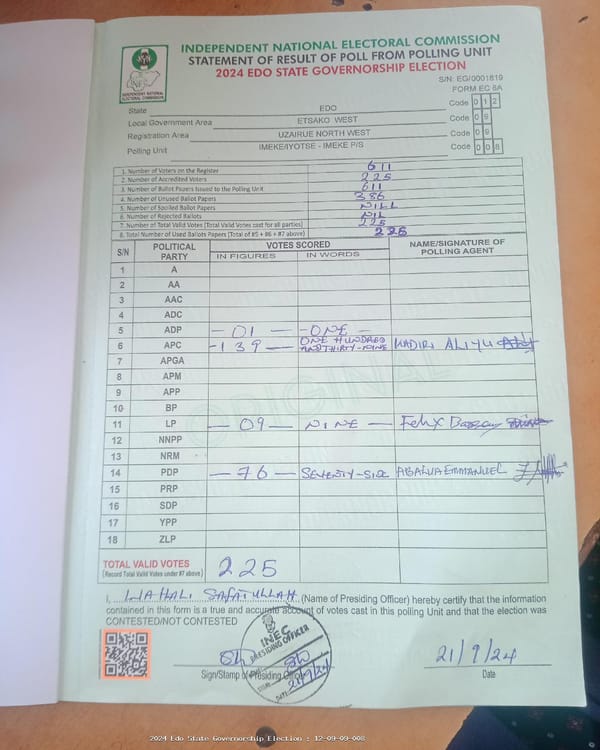 INDEPENDENT NATIONAL ELECTORAL COMMISSION
STATEMENT OF RESULT OF POLL FROM POLLING UNIT
2024 EDO STATE GOVERNORSHIP ELECTION
INEC
INDEPENDENT NATIONAL ELECTORAL COMMISSION
S/N: EG/0001819
FORM EC 8A
State EDO Code 0 1 2
Local Government Area ETSAKO WEST Code 0 9
Registration Area UZAIRUE NORTH WEST Code 0 9
Polling Unit IMEKE/IYOTSE - IMEKE P/S Code 0 0 8
1. Number of Voters on the Register 611
2. Number of Accredited Voters 225
3. Number of Ballot Papers Issued to the Polling Unit 611
4. Number of Unused Ballot Papers 386
5. Number of Spoiled Ballot Papers NILL
6. Number of Rejected Ballots NIL
7. Number of Total Valid Votes (Total Valid Votes cast for all parties) 225
8. Total Number of Used Ballots Papers (Total of #5 + #6 + #7 above) 225
S/N POLITICAL PARTY VOTES SCORED NAME/SIGNATURE OF POLLING AGENT
IN FIGURES IN WORDS
1 A
2 AA
3 AAC
4 ADC
5 ADP - 01 - - ONE -
6 APC - 139 - ONE HUNDRED AND THIRTY-NINE ALIYU
7 APGA
8 APM
9 APP
10 BP
11 LP - 09 - NINE - Felix
12 NNPP
13 NRM
14 PDP - 76 - SEVENTY-SIX EMMANUEL
15 PRP
16 SDP
17 YPP
18 ZLP
ORIGINAL
TOTAL VALID VOTES 225
(Record Total Valid Votes under #7 above)
I, (Name of Presiding Officer) hereby certify that the information
contained in this form is a true and accurate account of votes cast in this polling Unit and that the election was
CONTESTED/NOT CONTESTED
INEC
PRESIDING OFFICER
SIGN:
DATE: 21/9/24
21/9/24
Sign/Stamp of Presiding Officer Date
2024 Edo State Governorship Election : 12-09-09-008